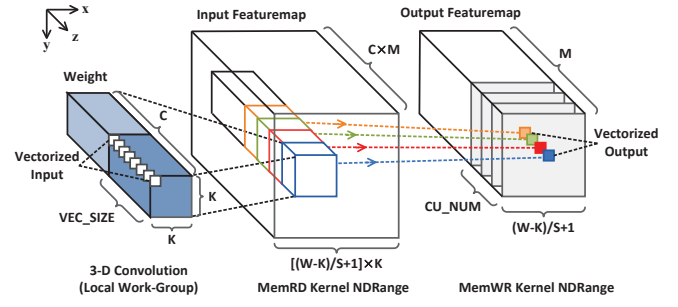 x
y
z
Input Featuremap
Output Featuremap
C×M
M
Weight
C
Vectorized
Input
Vectorized
Output
K
VEC_SIZE
K
CU_NUM
(W-K)/S+1
[(W-K)/S+1]×K
3-D Convolution
(Local Work-Group)
MemRD Kernel NDRange
MemWR Kernel NDRange